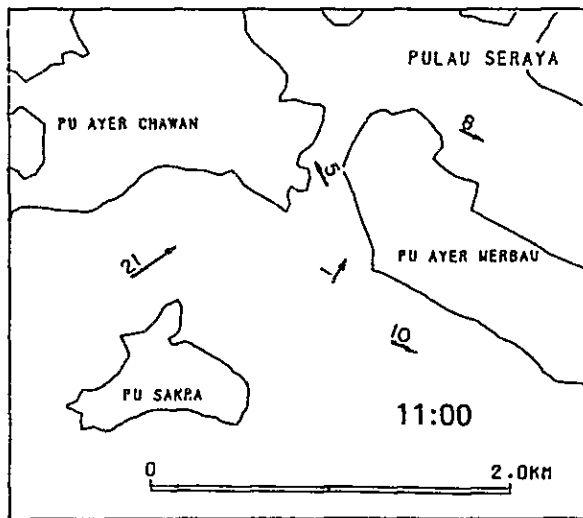 PULAU SERAYA
PU AYER CHAWAN
8
5
21
1
PU AYER MERBAU
10
PU SAKRA
11:00
0
2.0KM